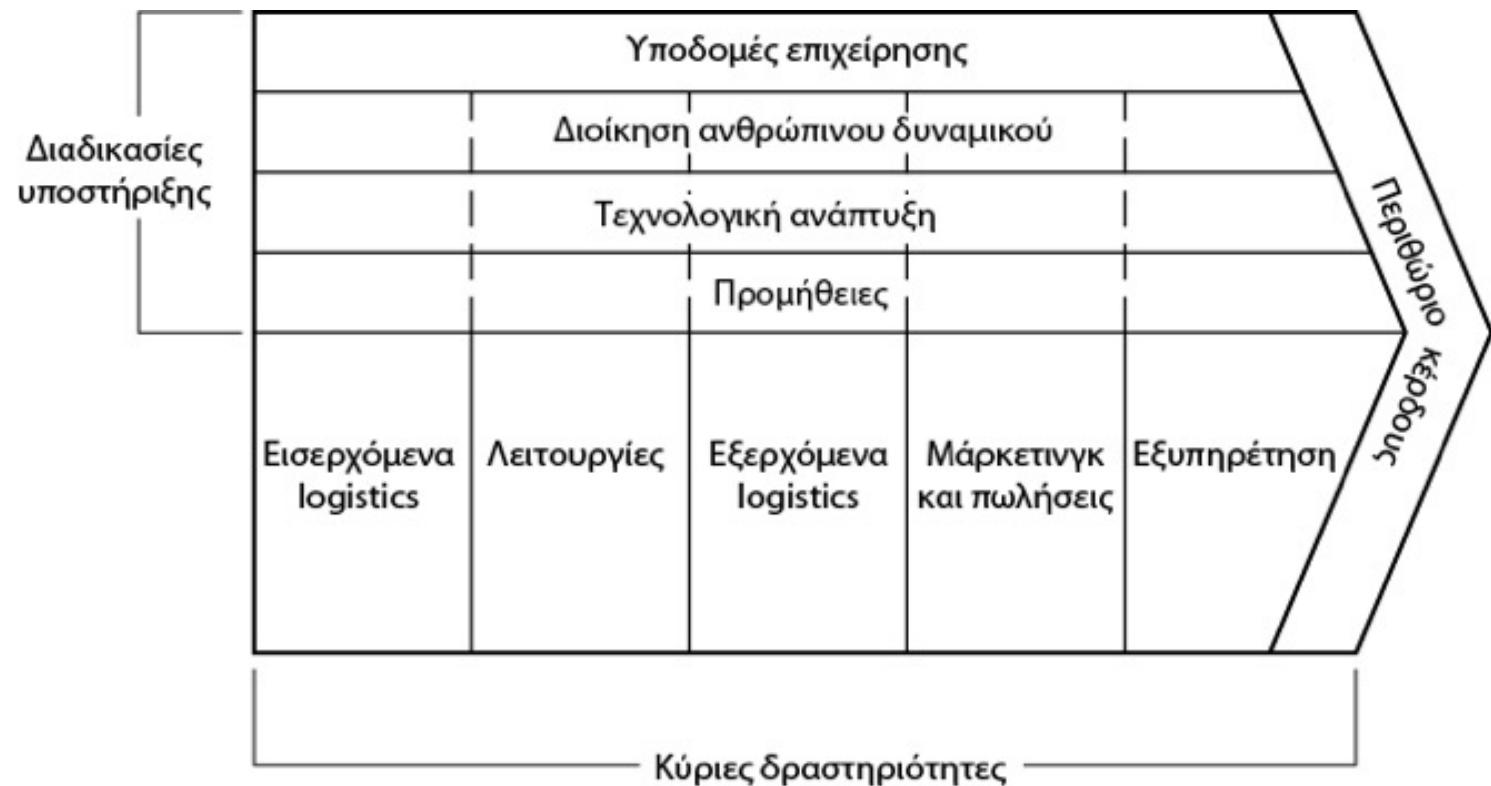 Υποδομές επιχείρησης
Διοίκηση ανθρώπινου δυναμικού
Διαδικασίες
υποστήριξης
Τεχνολογική ανάπτυξη
Προμήθειες
Περιθώριο κέρδους
Εισερχόμενα
logistics
Λειτουργίες
Εξερχόμενα
logistics
Μάρκετινγκ
και πωλήσεις
Εξυπηρέτηση
Κύριες δραστηριότητες